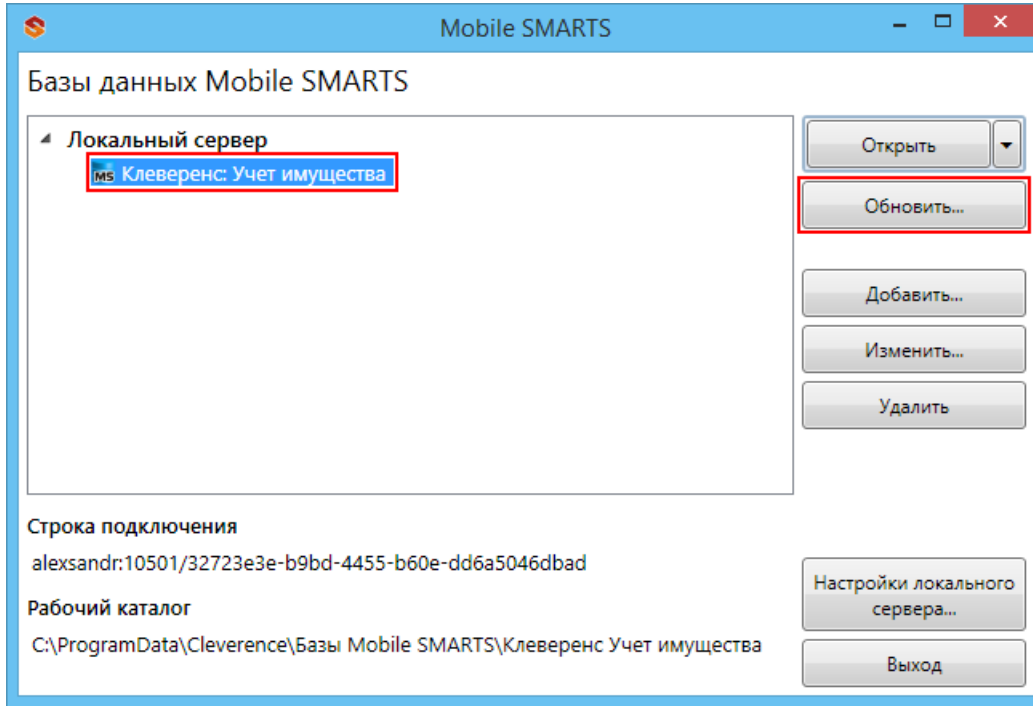 Mobile SMARTS
Базы данных Mobile SMARTS
Локальный сервер
MS Клеверенс: Учет имущества
Открыть
Обновить...
Добавить...
Изменить...
Удалить
Строка подключения
alexsandr:10501/32723e3e-b9bd-4455-b60e-dd6a5046dbad
Рабочий каталог
C:\ProgramData\Cleverence\Базы Mobile SMARTS\Клеверенс Учет имущества
Настройки локального
сервера...
Выход